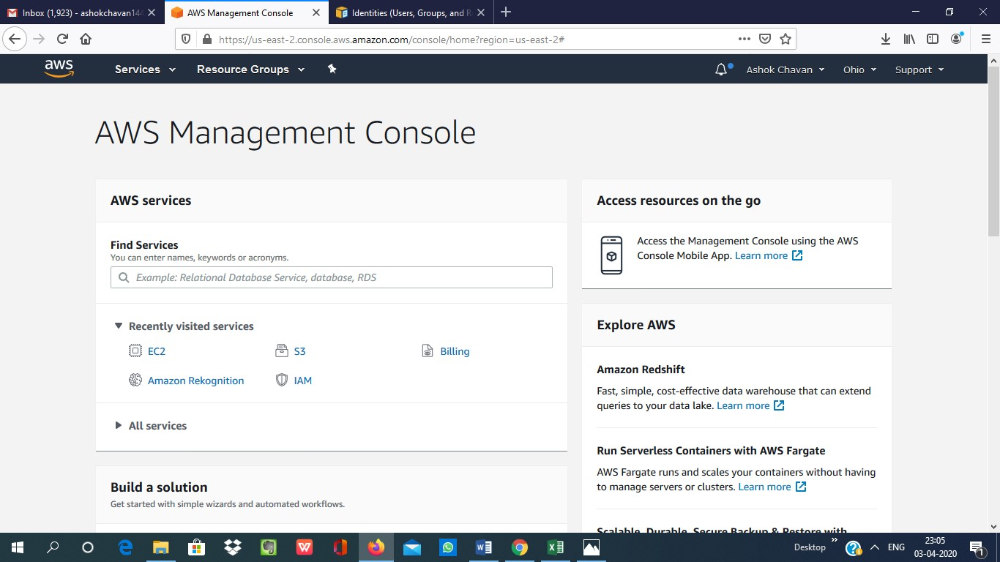 Inbox (1,923) - ashokchavan144
AWS Management Console
Identities (Users, Groups, and R
https://us-east-2.console.aws.amazon.com/console/home?region=us-east-2#
aws
Services
Resource Groups
Ashok Chavan
Ohio
Support
AWS Management Console
AWS services
Find Services
You can enter names, keywords or acronyms.
Example: Relational Database Service, database, RDS
Recently visited services
EC2
S3
Billing
Amazon Rekognition
IAM
All services
Build a solution
Get started with simple wizards and automated workflows.
Access resources on the go
Access the Management Console using the AWS
Console Mobile App. Learn more
Explore AWS
Amazon Redshift
Fast, simple, cost-effective data warehouse that can extend
queries to your data lake. Learn more
Run Serverless Containers with AWS Fargate
AWS Fargate runs and scales your containers without having
to manage servers or clusters. Learn more
Scalable, Durable, Secure Backup & Restore with
Desktop
ENG
23:05
03-04-2020
1